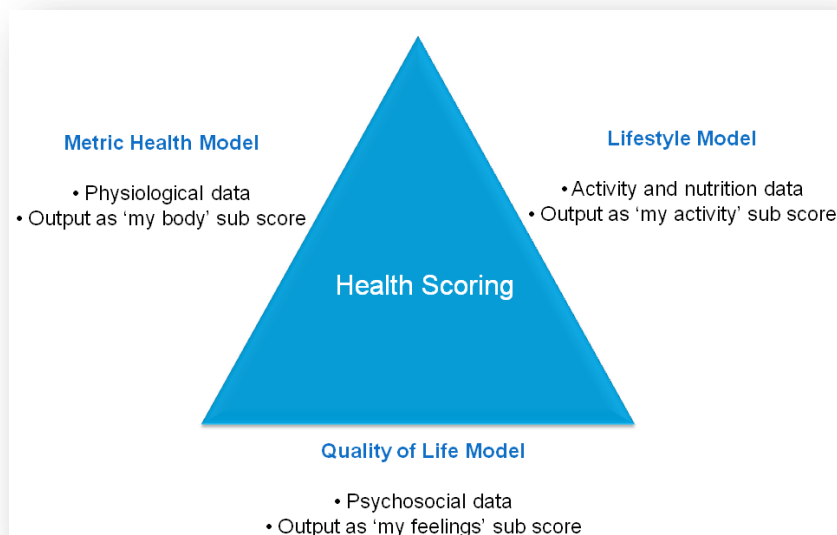 Metric Health Model
• Physiological data
• Output as ‘my body’ sub score
Lifestyle Model
• Activity and nutrition data
• Output as ‘my activity’ sub score
Health Scoring
Quality of Life Model
• Psychosocial data
• Output as ‘my feelings’ sub score